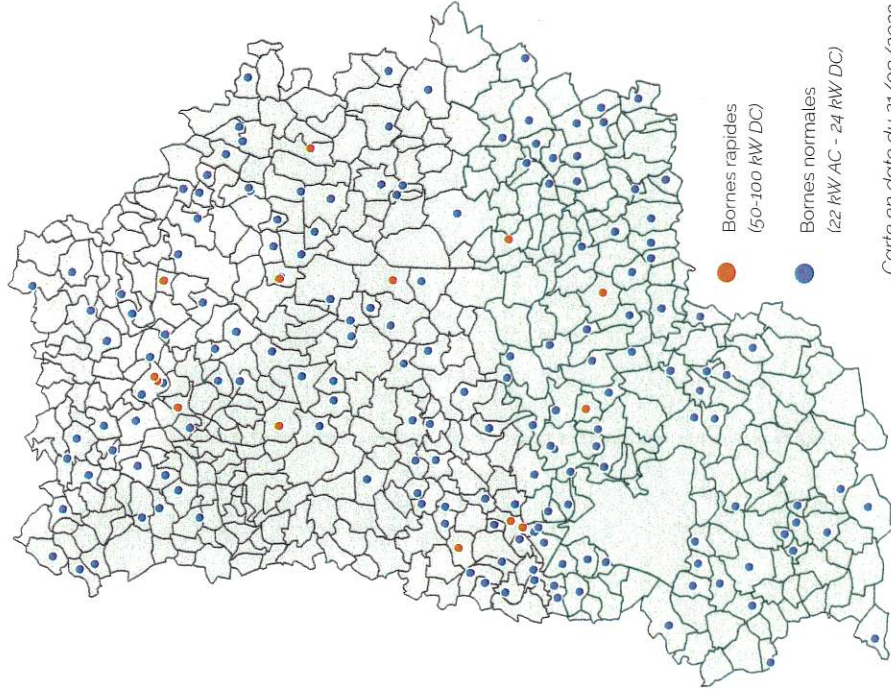 Bornes rapides
(50-100 kW DC)
Bornes normales
(22 kW AC - 24 kW DC)